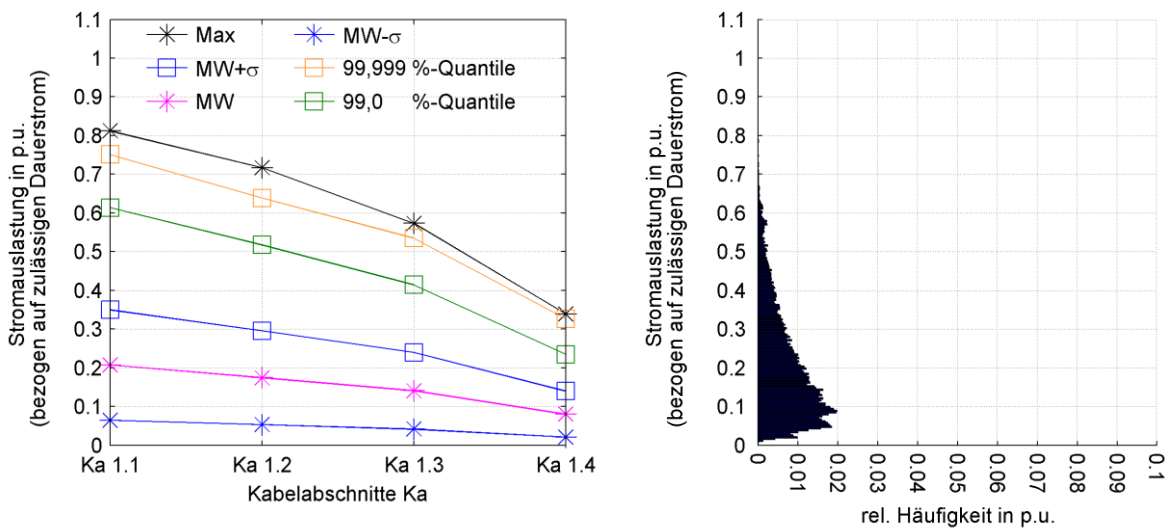 1.1
1
0.9
0.8
0.7
0.6
0.5
0.4
0.3
0.2
0.1
0
Stromauslastung in p.u.
(bezogen auf zulässigen Dauerstrom)
Max
MW+σ
MW
MW-σ
99,999 %-Quantile
99,0 %-Quantile
Ka 1.1 Ka 1.2 Ka 1.3 Ka 1.4
Kabelabschnitte Ka
1.1
1
0.9
0.8
0.7
0.6
0.5
0.4
0.3
0.2
0.1
0
Stromauslastung in p.u.
(bezogen auf zulässigen Dauerstrom)
0 0.01 0.02 0.03 0.04 0.05 0.06 0.07 0.08 0.09 0.1
rel. Häufigkeit in p.u.